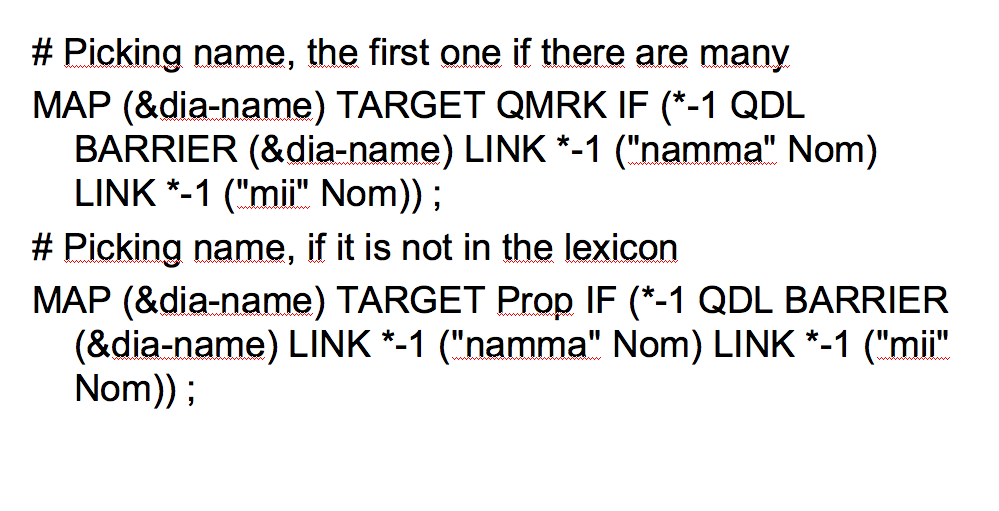 # Picking name, the first one if there are many
MAP (&dia-name) TARGET QMRK IF (*-1 QDL
BARRIER (&dia-name) LINK *-1 ("namma" Nom)
LINK *-1 ("mii" Nom)) ;
# Picking name, if it is not in the lexicon
MAP (&dia-name) TARGET Prop IF (*-1 QDL BARRIER
(&dia-name) LINK *-1 ("namma" Nom) LINK *-1 ("mii"
Nom)) ;